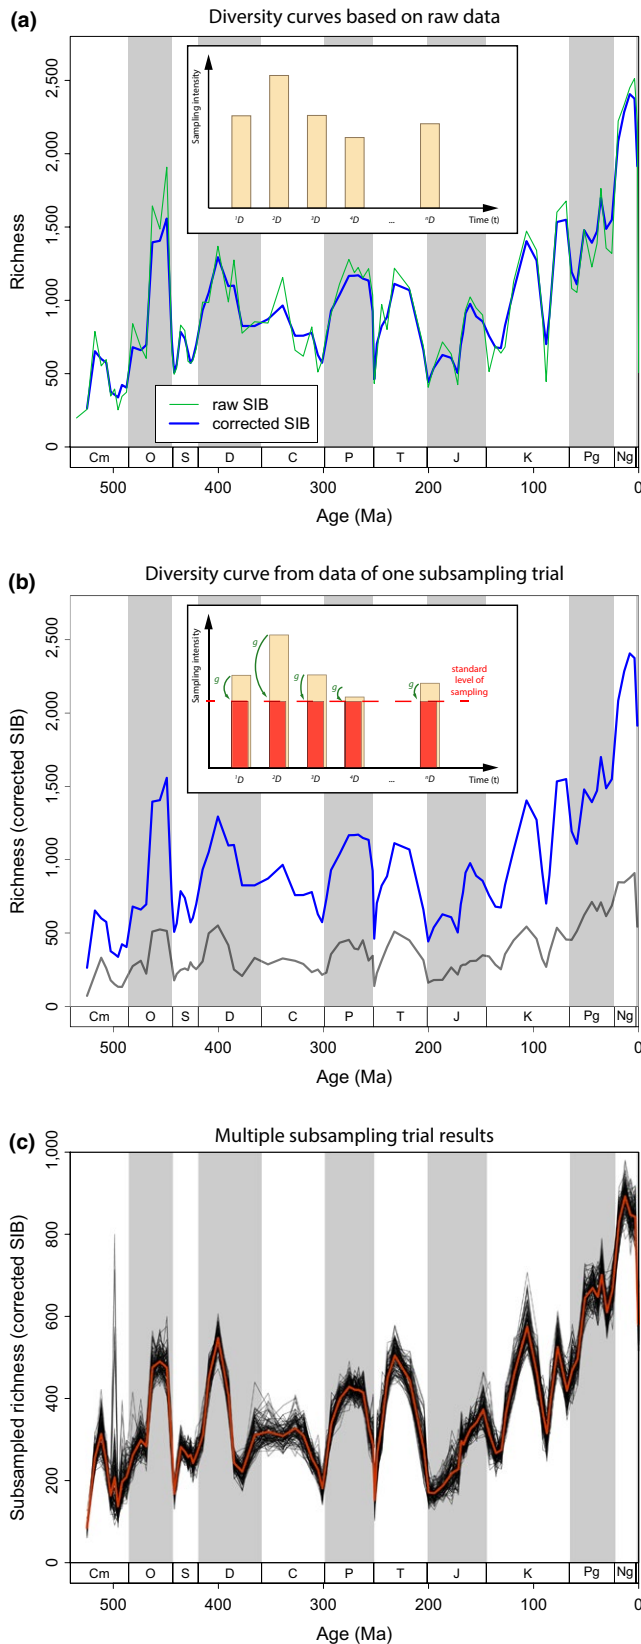 (a)
Diversity curves based on raw data
Richness
0
500
1,000
1,500
2,000
2,500
Sampling intensity
¹D
²D
³D
⁴D
...
ⁿD
Time (t)
raw SIB
corrected SIB
Cm O S D C P T J K Pg Ng
500 400 300 200 100 0
Age (Ma)
(b)
Diversity curve from data of one subsampling trial
Richness (corrected SIB)
0
500
1,000
1,500
2,000
2,500
Sampling intensity
g
g
g
g
g
standard
level of
sampling
¹D
²D
³D
⁴D
...
ⁿD
Time (t)
Cm O S D C P T J K Pg Ng
500 400 300 200 100 0
Age (Ma)
(c)
Multiple subsampling trial results
Subsampled richness (corrected SIB)
0
200
400
600
800
1,000
Cm O S D C P T J K Pg Ng
500 400 300 200 100 0
Age (Ma)